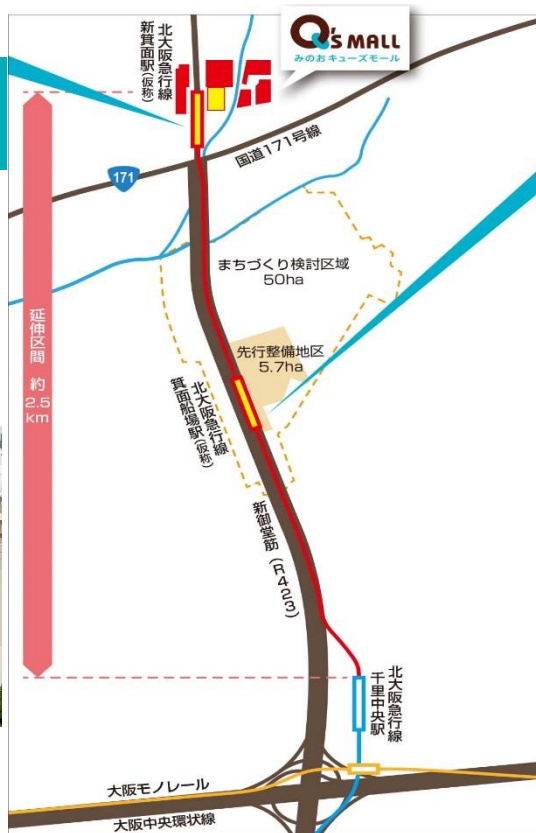 Q's MALL
みのおキューズモール
北大阪急行線
新箕面駅(仮称)
国道171号線
171
まちづくり検討区域
50ha
延伸区間 約2.5km
先行整備地区
5.7ha
北大阪急行線
箕面船場駅(仮称)
新御堂筋(R423)
北大阪急行線
千里中央駅
大阪モノレール
大阪中央環状線